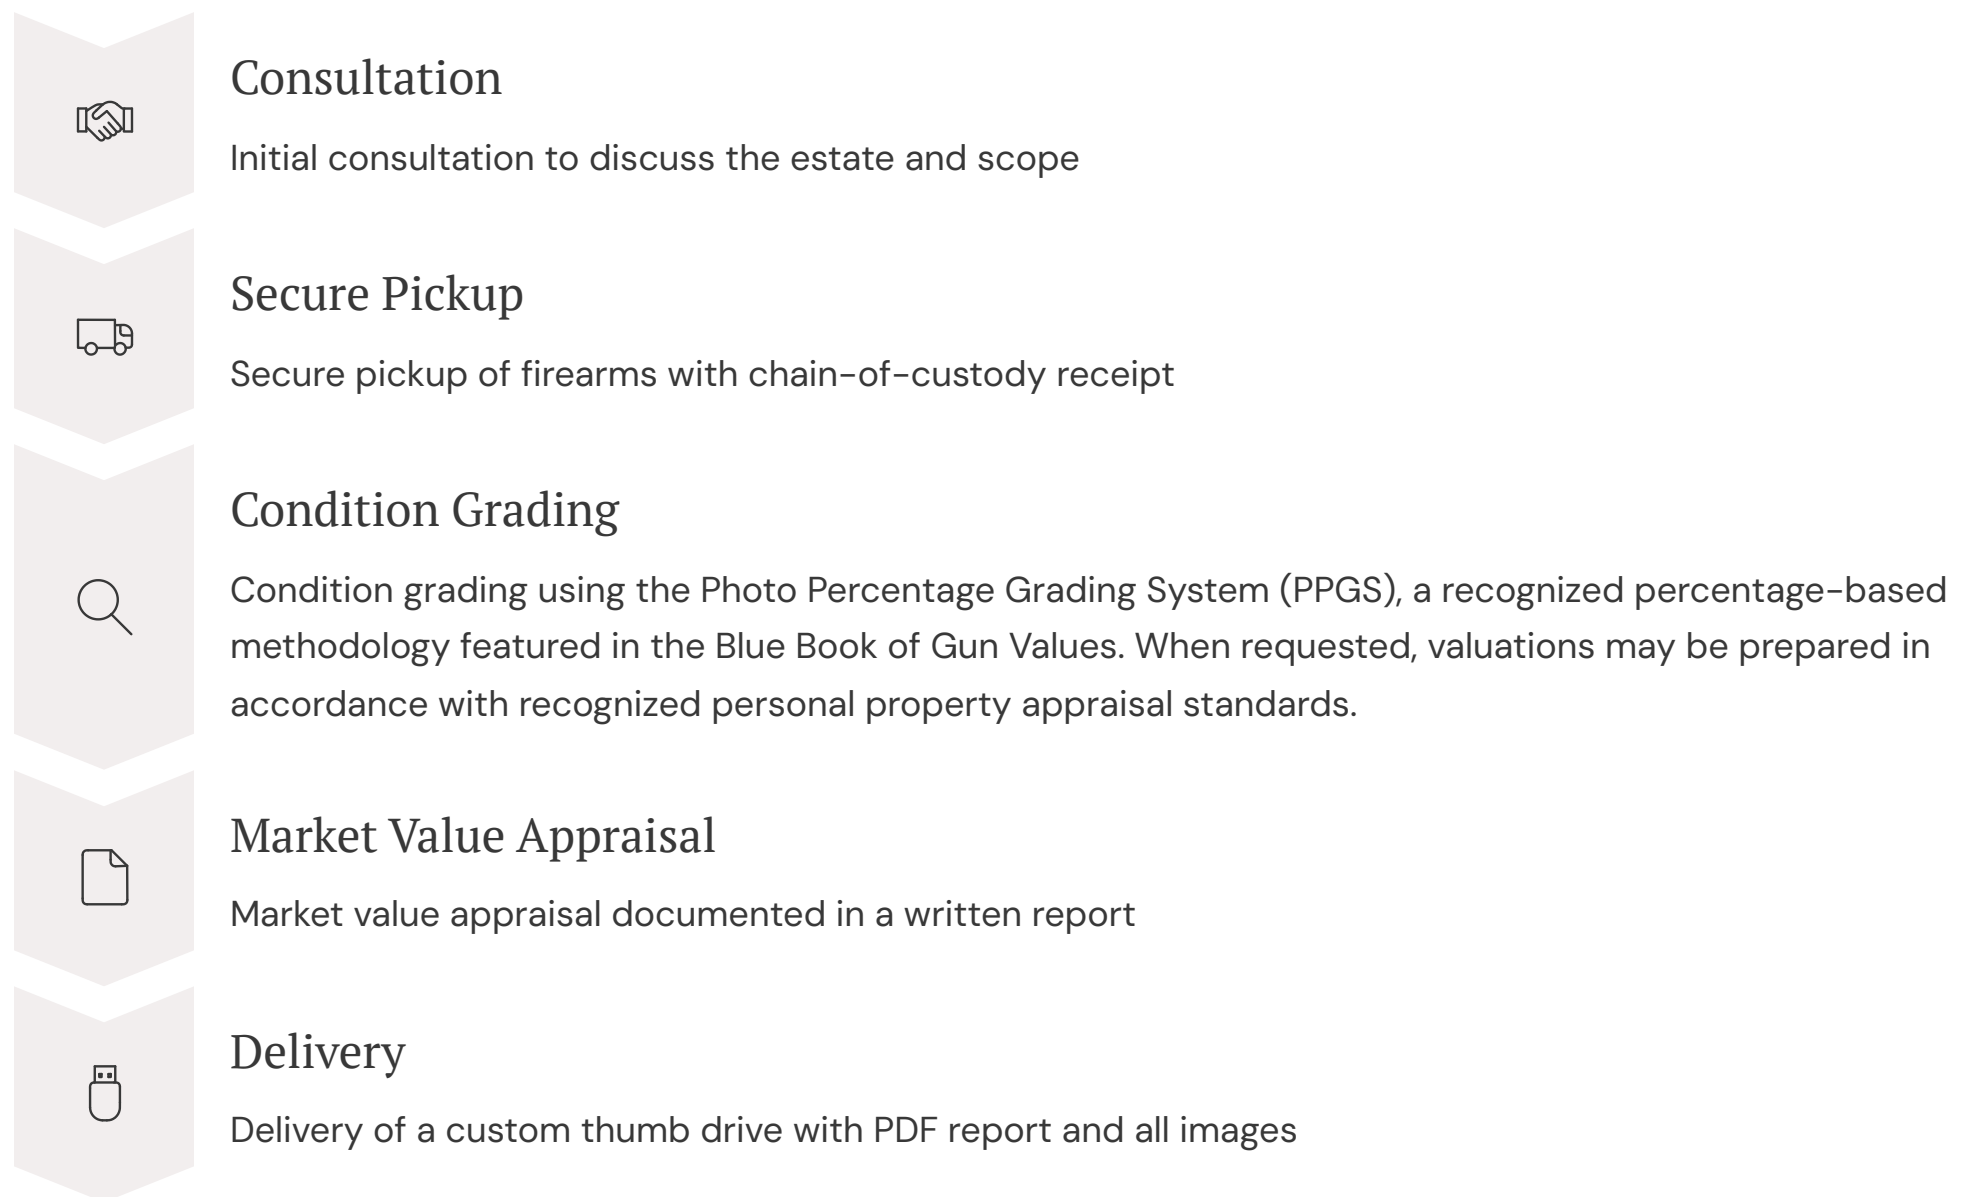 Consultation
Initial consultation to discuss the estate and scope
Secure Pickup
Secure pickup of firearms with chain-of-custody receipt
Condition Grading
Condition grading using the Photo Percentage Grading System (PPGS), a recognized percentage-based
methodology featured in the Blue Book of Gun Values. When requested, valuations may be prepared in
accordance with recognized personal property appraisal standards.
Market Value Appraisal
Market value appraisal documented in a written report
Delivery
Delivery of a custom thumb drive with PDF report and all images